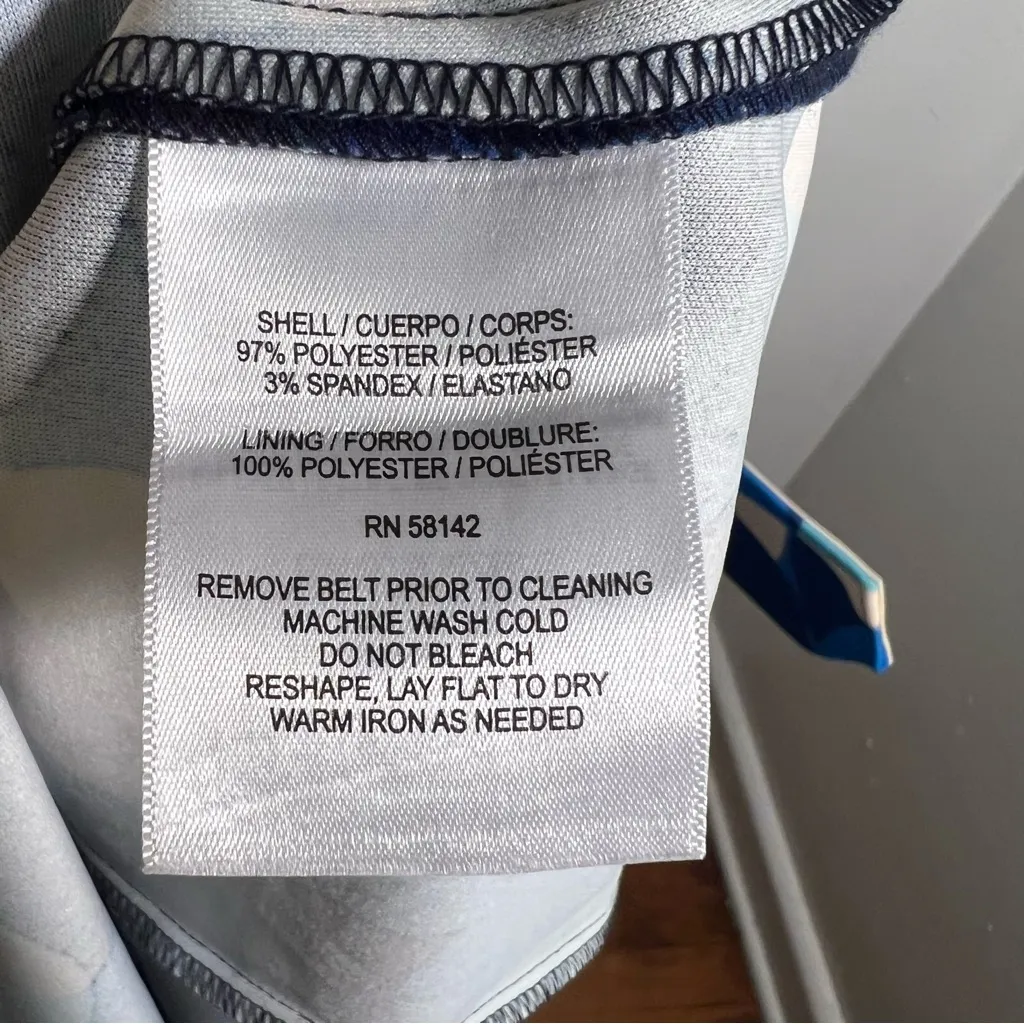 SHELL / CUERPO / CORPS:
97% POLYESTER / POLIÉSTER
3% SPANDEX / ELASTANO
LINING / FORRO / DOUBLURE:
100% POLYESTER / POLIÉSTER
RN 58142
REMOVE BELT PRIOR TO CLEANING
MACHINE WASH COLD
DO NOT BLEACH
RESHAPE, LAY FLAT TO DRY
WARM IRON AS NEEDED